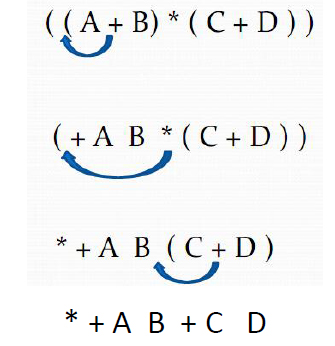 ( ( A + B) * ( C + D ) )
( + A B * ( C + D ) )
* + A B ( C + D )
* + A B + C D